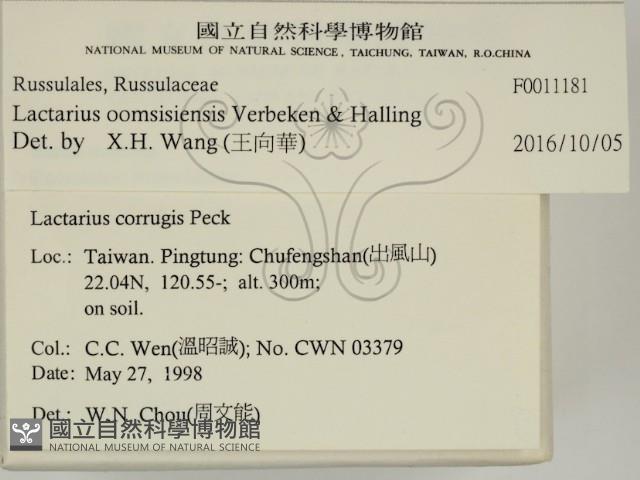 國立自然科學博物館
NATIONAL MUSEUM OF NATURAL SCIENCE, TAICHUNG, TAIWAN, R.O.CHINA
Russulales, Russulaceae F0011181
Lactarius oomsisiensis Verbeken & Halling
Det. by X.H. Wang (王向華) 2016/10/05
Lactarius corrugis Peck
Loc.: Taiwan. Pingtung: Chufengshan(出風山)
22.04N, 120.55-; alt. 300m;
on soil.
Col.: C.C. Wen(溫昭誠); No. CWN 03379
Date: May 27, 1998
Det.: W.N. Chou(周文能)
國立自然科學博物館
NATIONAL MUSEUM OF NATURAL SCIENCE